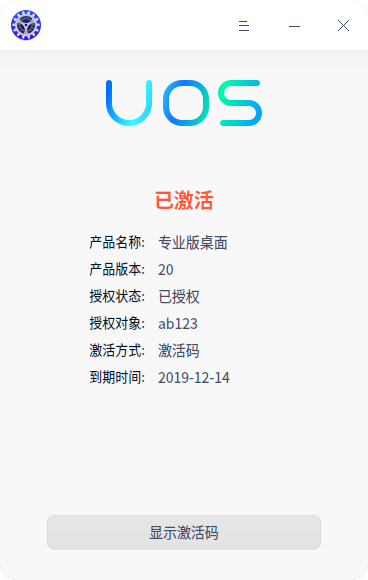 UOS
已激活
产品名称: 专业版桌面
产品版本: 20
授权状态: 已授权
授权对象: ab123
激活方式: 激活码
到期时间: 2019-12-14
显示激活码